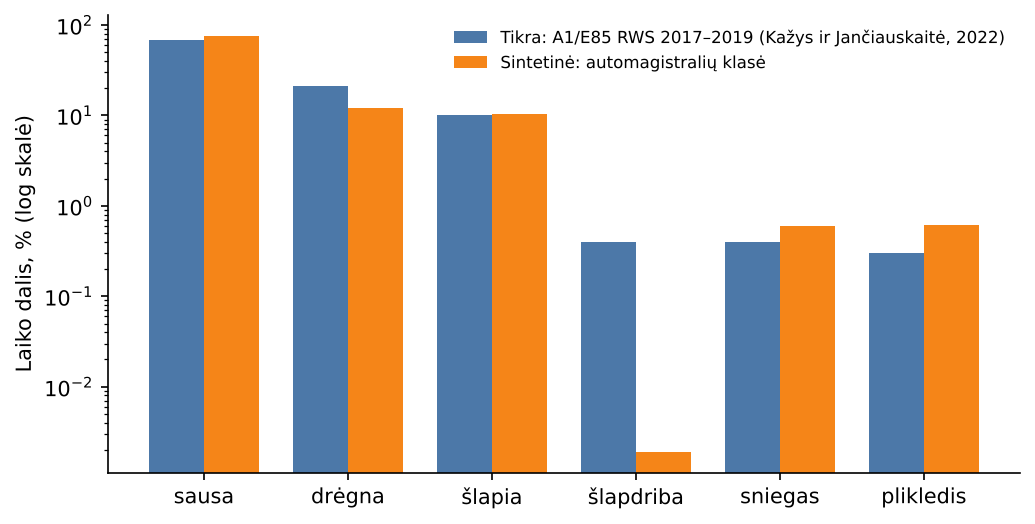 Tikra: A1/E85 RWS 2017–2019 (Kažys ir Jančiauskaitė, 2022)
Sintetinė: automagistralių klasė
Laiko dalis, % (log skalė)
10²
10¹
10⁰
10⁻¹
10⁻²
sausa drėgna šlapia šlapdriba sniegas plikledis